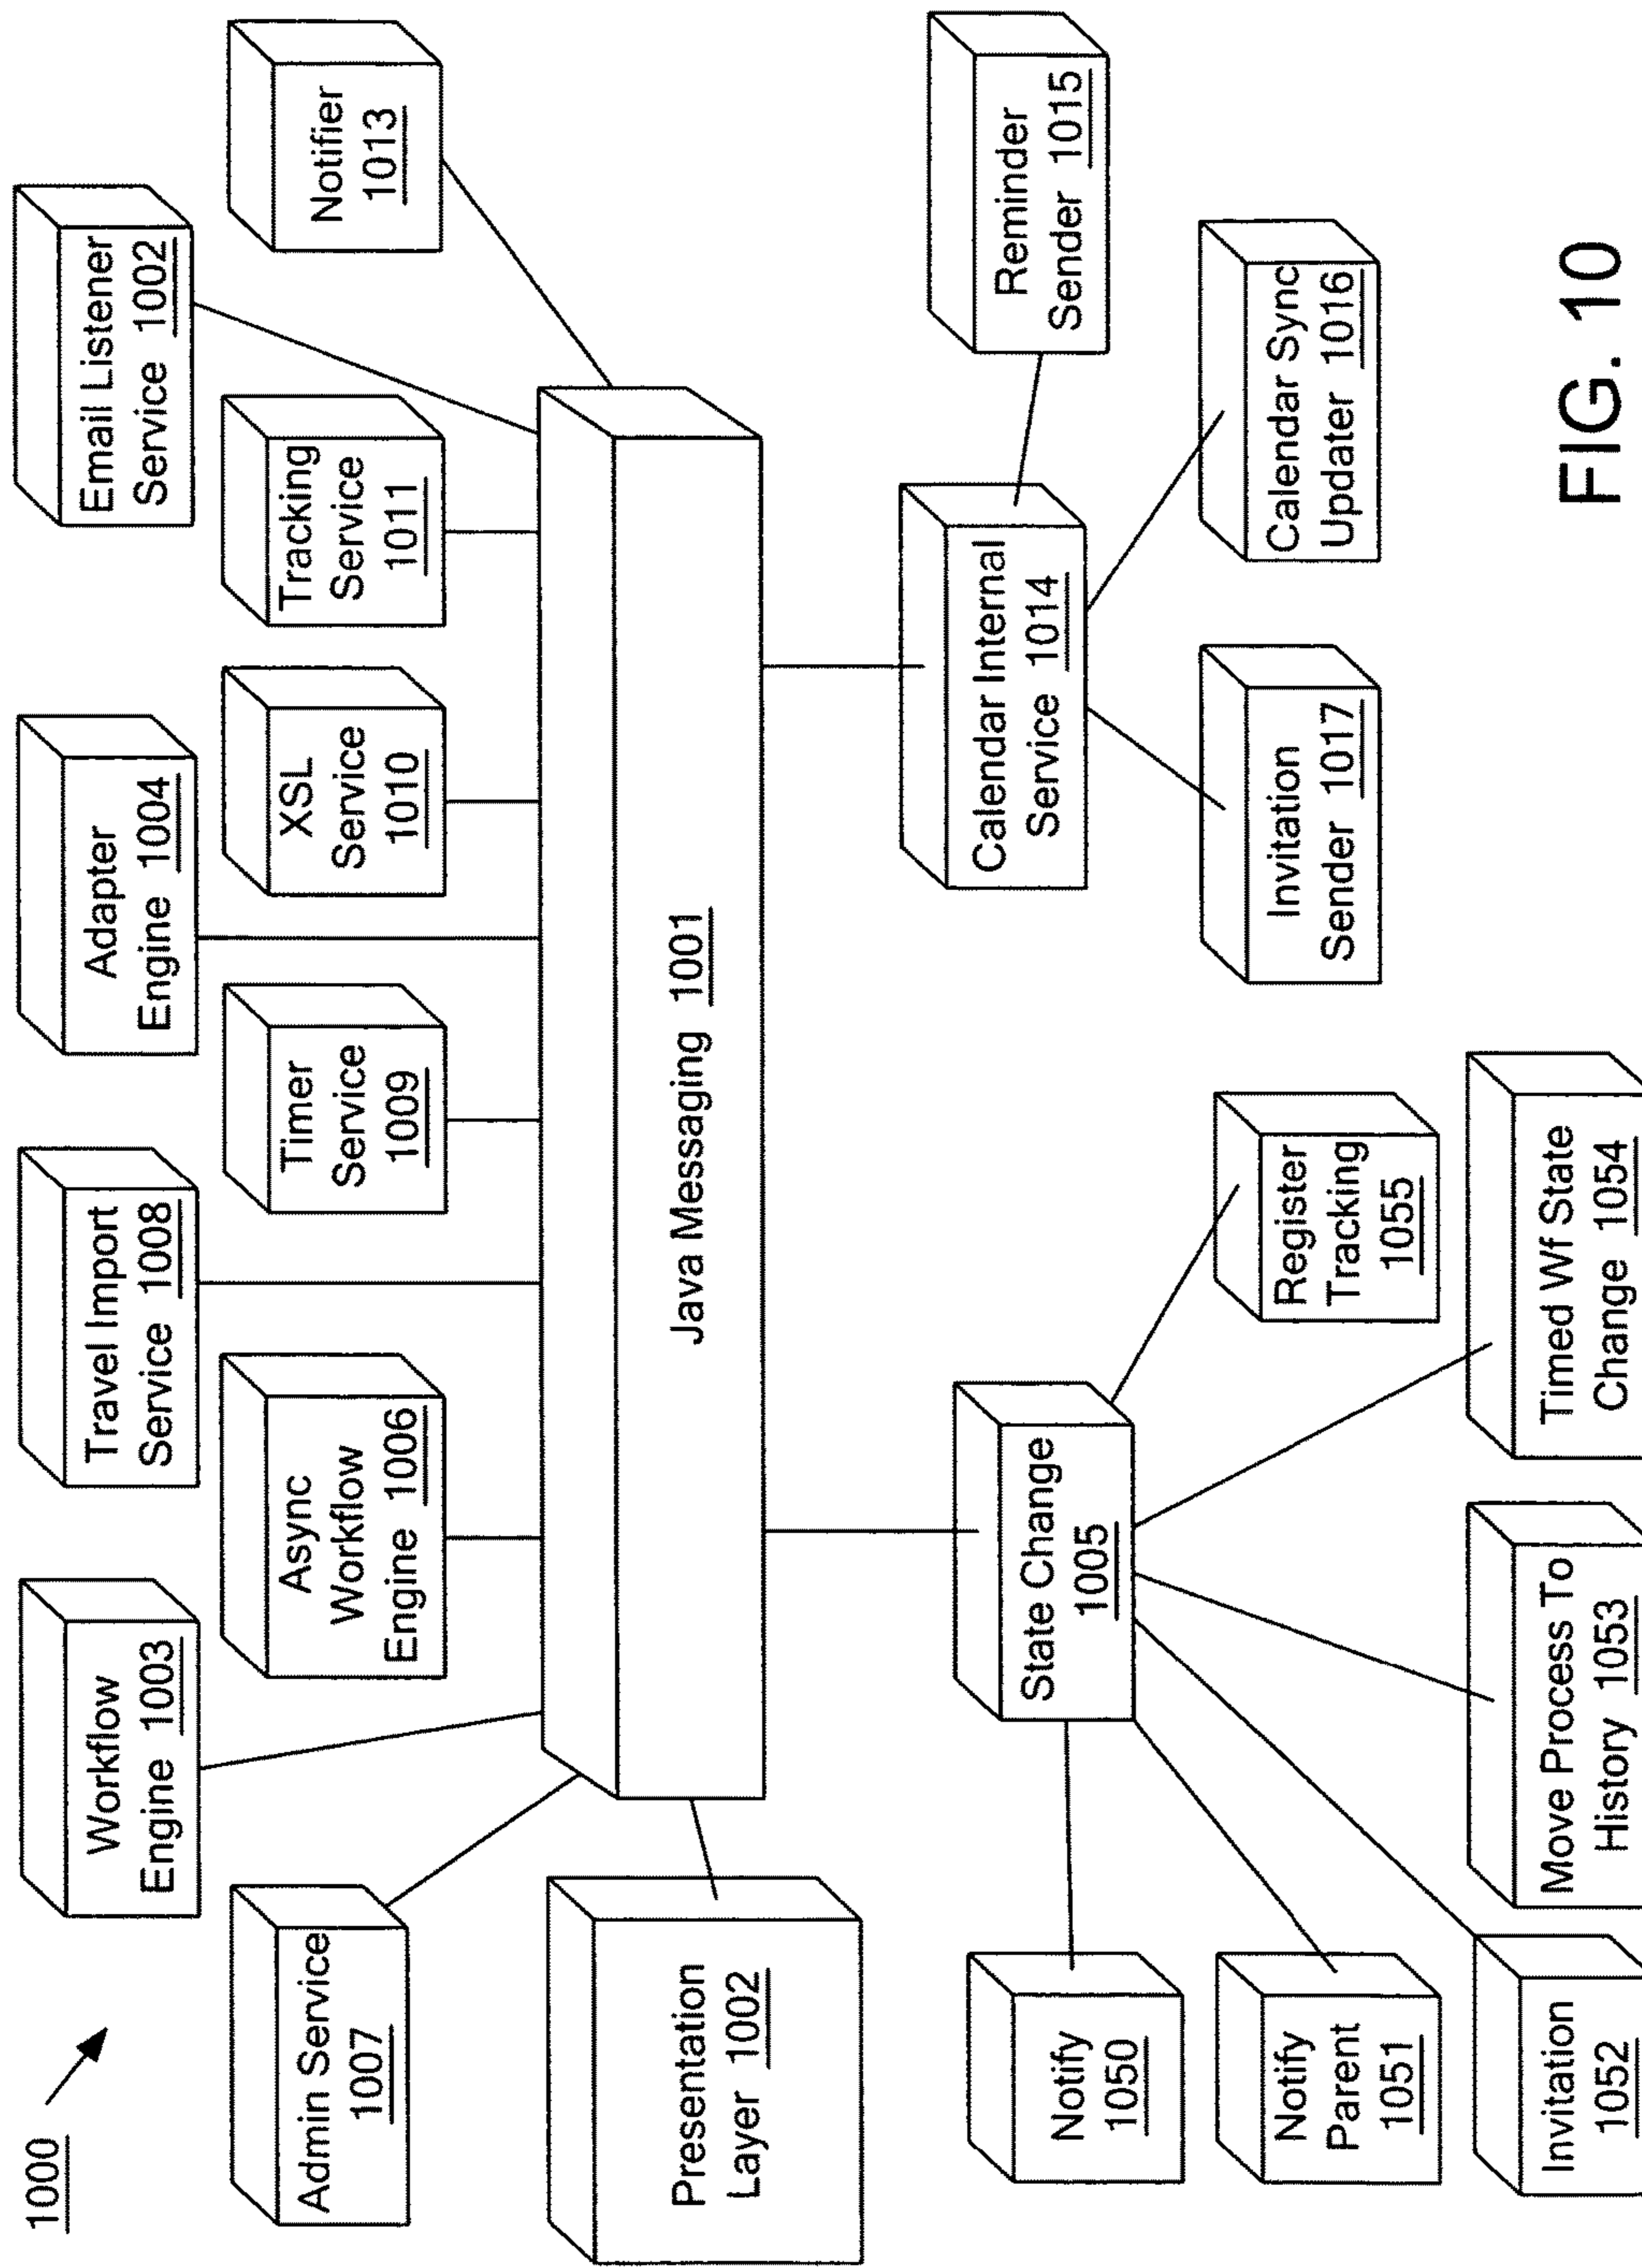 1000
Workflow
Engine 1003
Travel Import
Service 1008
Adapter
Engine 1004
Email Listener
Service 1002
Admin Service
1007
Async
Workflow
Engine 1006
Timer
Service
1009
XSL
Service
1010
Tracking
Service
1011
Notifier
1013
Presentation
Layer 1002
Java Messaging 1001
State Change
1005
Calendar Internal
Service 1014
Reminder
Sender 1015
Notify
1050
Notify
Parent
1051
Register
Tracking
1055
Invitation
Sender 1017
Calendar Sync
Updater 1016
Invitation
1052
Move Process To
History 1053
Timed Wf State
Change 1054
FIG. 10